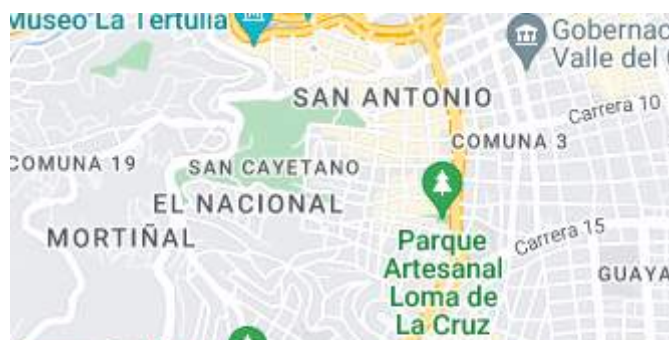 Museo La Tertulia
Gobernac
Valle del
SAN ANTONIO
Carrera 10
COMUNA 3
COMUNA 19
SAN CAYETANO
EL NACIONAL
MORTIÑAL
Parque
Artesanal
Loma de
La Cruz
Carrera 15
GUAYA